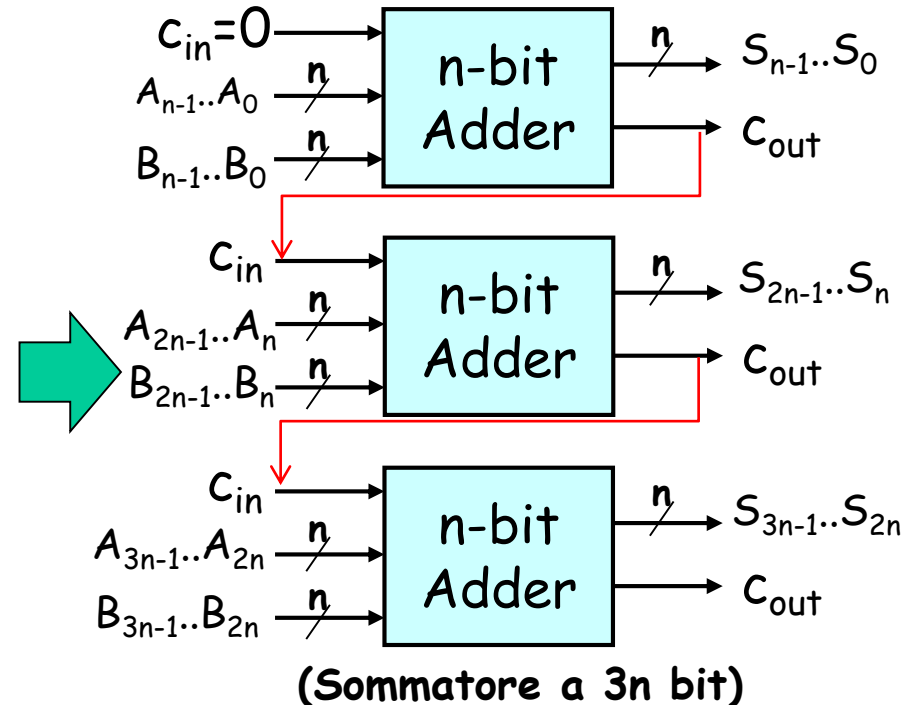 c_in=0
n
A_n-1..A_0
n
B_n-1..B_0
n-bit
Adder
n
S_n-1..S_0
c_out
c_in
n
A_2n-1..A_n
n
B_2n-1..B_n
n-bit
Adder
n
S_2n-1..S_n
c_out
c_in
n
A_3n-1..A_2n
n
B_3n-1..B_2n
n-bit
Adder
n
S_3n-1..S_2n
c_out
(Sommatore a 3n bit)